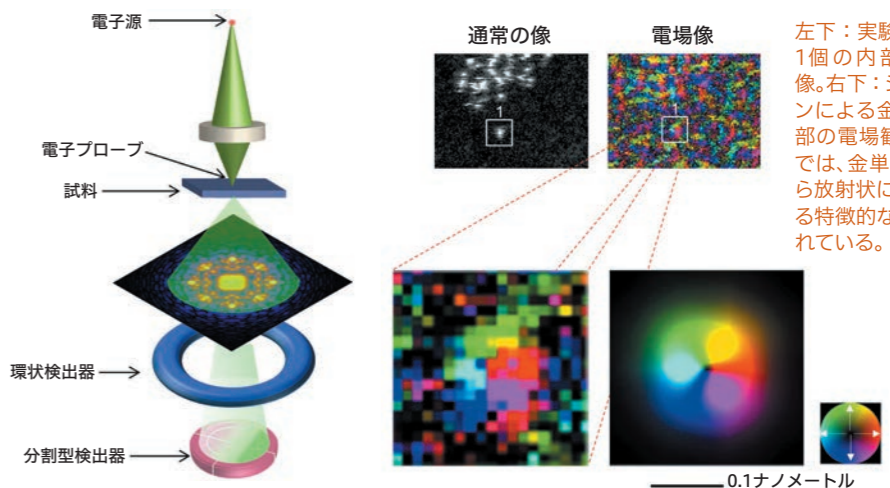 電子源
電子プローブ
試料
環状検出器
分割型検出器
通常の像
電場像
1
1
0.1ナノメートル
左下：実験
1個の内部
像。右下：シ
ンによる金
部の電場観
では、金単
ら放射状に
る特徴的な
れている。